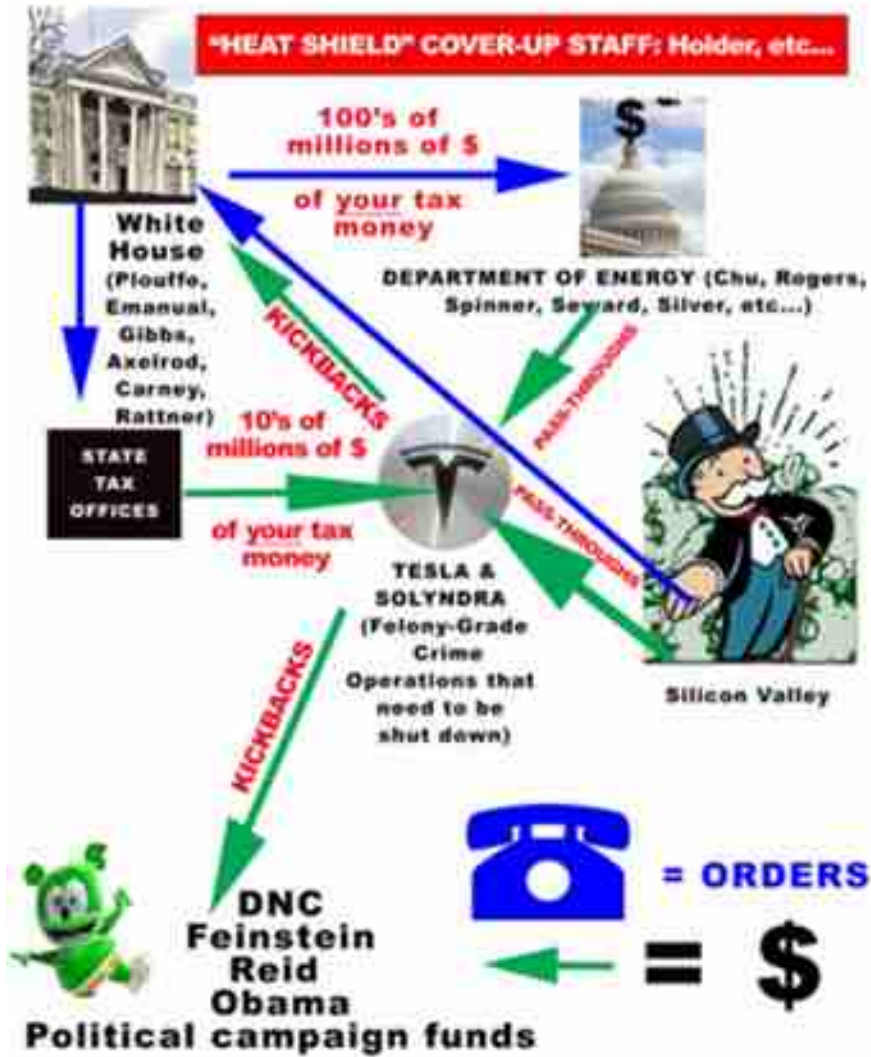 "HEAT SHIELD" COVER-UP STAFF: Holder, etc...
100's of
millions of $
of your tax
money
$
White
House
(Plouffe,
Emanual,
Gibbs,
Axelrod,
Carney,
Rattner)
DEPARTMENT OF ENERGY (Chu, Rogers,
Spinner, Seward, Silver, etc...)
KICKBACKS
PASS-THROUGHS
STATE
TAX
OFFICES
10's of
millions of $
of your tax
money
PASS-THROUGHS
TESLA &
SOLYNDRA
(Felony-Grade
Crime
Operations that
need to be
shut down)
Silicon Valley
KICKBACKS
DNC
Feinstein
Reid
Obama
Political campaign funds
= ORDERS
= $